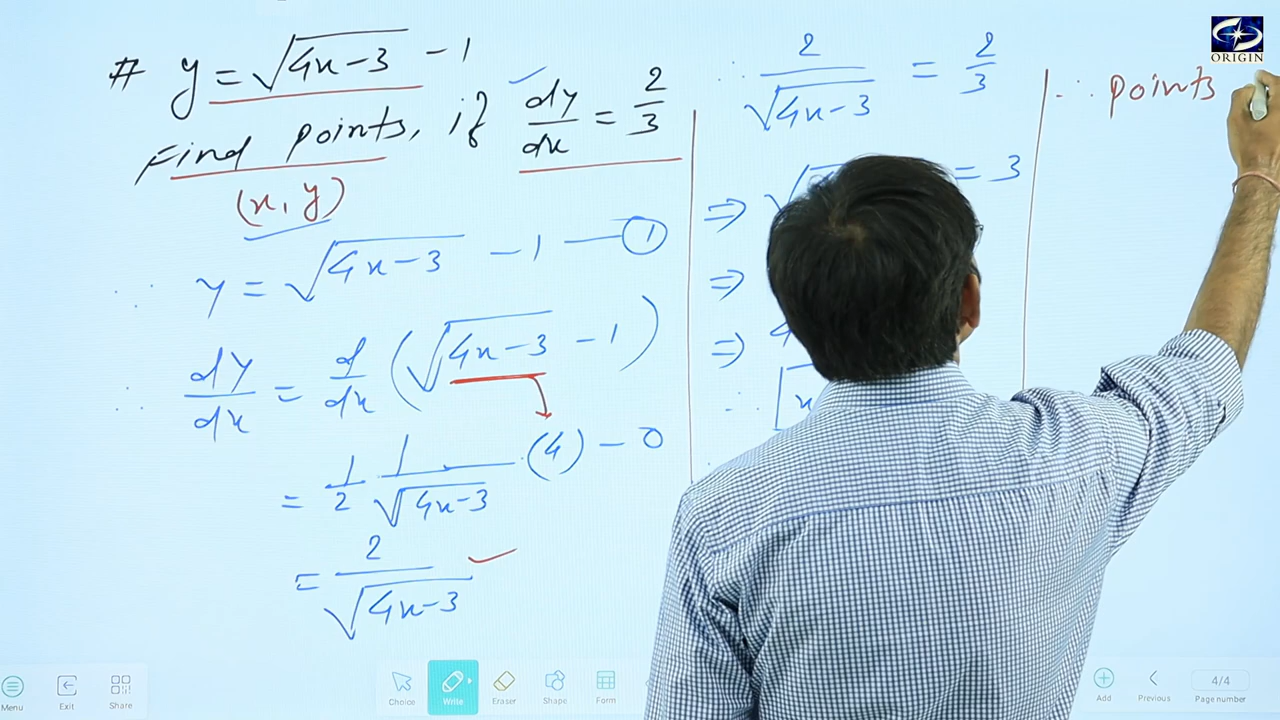 # y = √(4x-3) - 1
Find points, if dy/dx = 2/3
(x, y)
∴ y = √(4x-3) - 1 — ①
∴ dy/dx = d/dx (√(4x-3) - 1)
= 1/2 · 1/√(4x-3) · (4) - 0
= 2/√(4x-3) ✓
∴ 2/√(4x-3) = 2/3
⇒ √ = 3
⇒
⇒ 4
∴ [x
∴ points
ORIGIN
Menu
Exit
Share
Choice
Write
Eraser
Shape
Form
Add
Previous
4/4
Page number